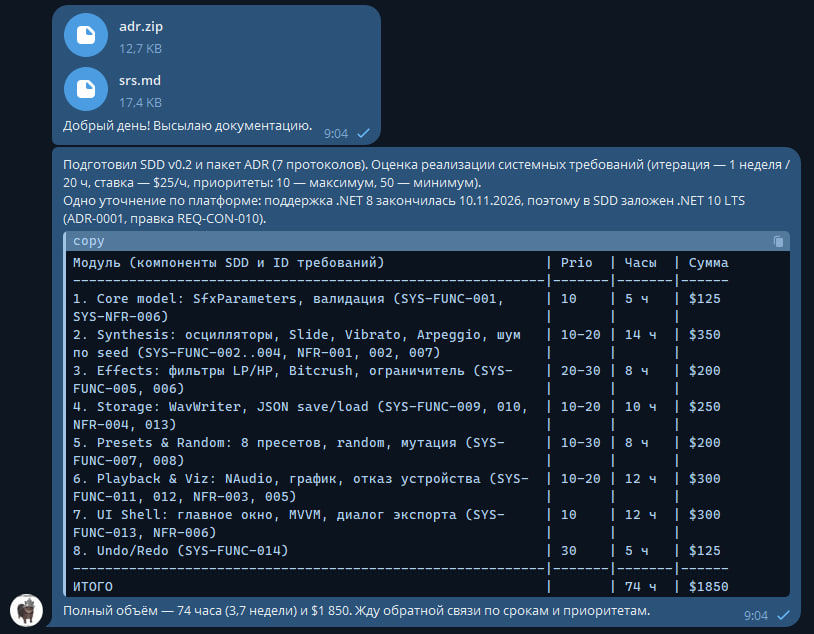 adr.zip
12,7 KB
srs.md
17,4 KB
Добрый день! Высылаю документацию. 9:04
Подготовил SDD v0.2 и пакет ADR (7 протоколов). Оценка реализации системных требований (итерация — 1 неделя /
20 ч, ставка — $25/ч, приоритеты: 10 — максимум, 50 — минимум).
Одно уточнение по платформе: поддержка .NET 8 закончилась 10.11.2026, поэтому в SDD заложен .NET 10 LTS
(ADR-0001, правка REQ-CON-010).
copy
Модуль (компоненты SDD и ID требований) | Prio | Часы | Сумма
-----------------------------------------------------------|-------|-------|------
1. Core model: SfxParameters, валидация (SYS-FUNC-001, | 10 | 5 ч | $125
SYS-NFR-006) | | |
2. Synthesis: осцилляторы, Slide, Vibrato, Arpeggio, шум | 10-20 | 14 ч | $350
по seed (SYS-FUNC-002..004, NFR-001, 002, 007) | | |
3. Effects: фильтры LP/HP, Bitcrush, ограничитель (SYS- | 20-30 | 8 ч | $200
FUNC-005, 006) | | |
4. Storage: WavWriter, JSON save/load (SYS-FUNC-009, 010, | 10-20 | 10 ч | $250
NFR-004, 013) | | |
5. Presets & Random: 8 пресетов, random, мутация (SYS- | 10-30 | 8 ч | $200
FUNC-007, 008) | | |
6. Playback & Viz: NAudio, график, отказ устройства (SYS- | 10-20 | 12 ч | $300
FUNC-011, 012, NFR-003, 005) | | |
7. UI Shell: главное окно, MVVM, диалог экспорта (SYS- | 10 | 12 ч | $300
FUNC-013, NFR-006) | | |
8. Undo/Redo (SYS-FUNC-014) | 30 | 5 ч | $125
-----------------------------------------------------------|-------|-------|------
ИТОГО | | 74 ч | $1850
Полный объём — 74 часа (3,7 недели) и $1 850. Жду обратной связи по срокам и приоритетам. 9:04